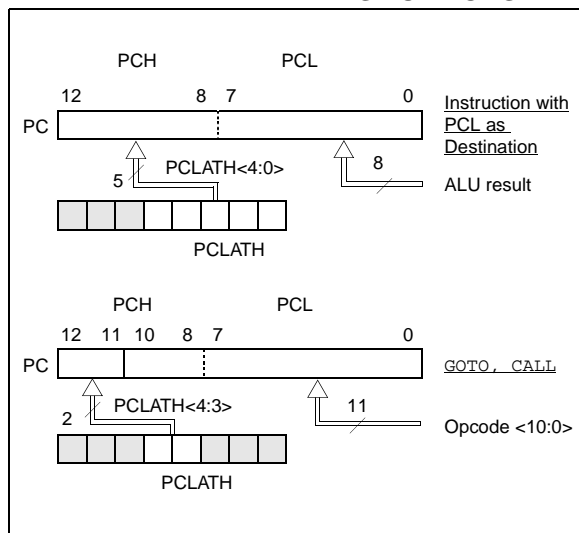 PCH PCL
12 8 7 0
PC
Instruction with
PCL as
Destination
5 PCLATH<4:0> 8
ALU result
PCLATH
PCH PCL
12 11 10 8 7 0
PC
GOTO, CALL
2 PCLATH<4:3> 11
Opcode <10:0>
PCLATH